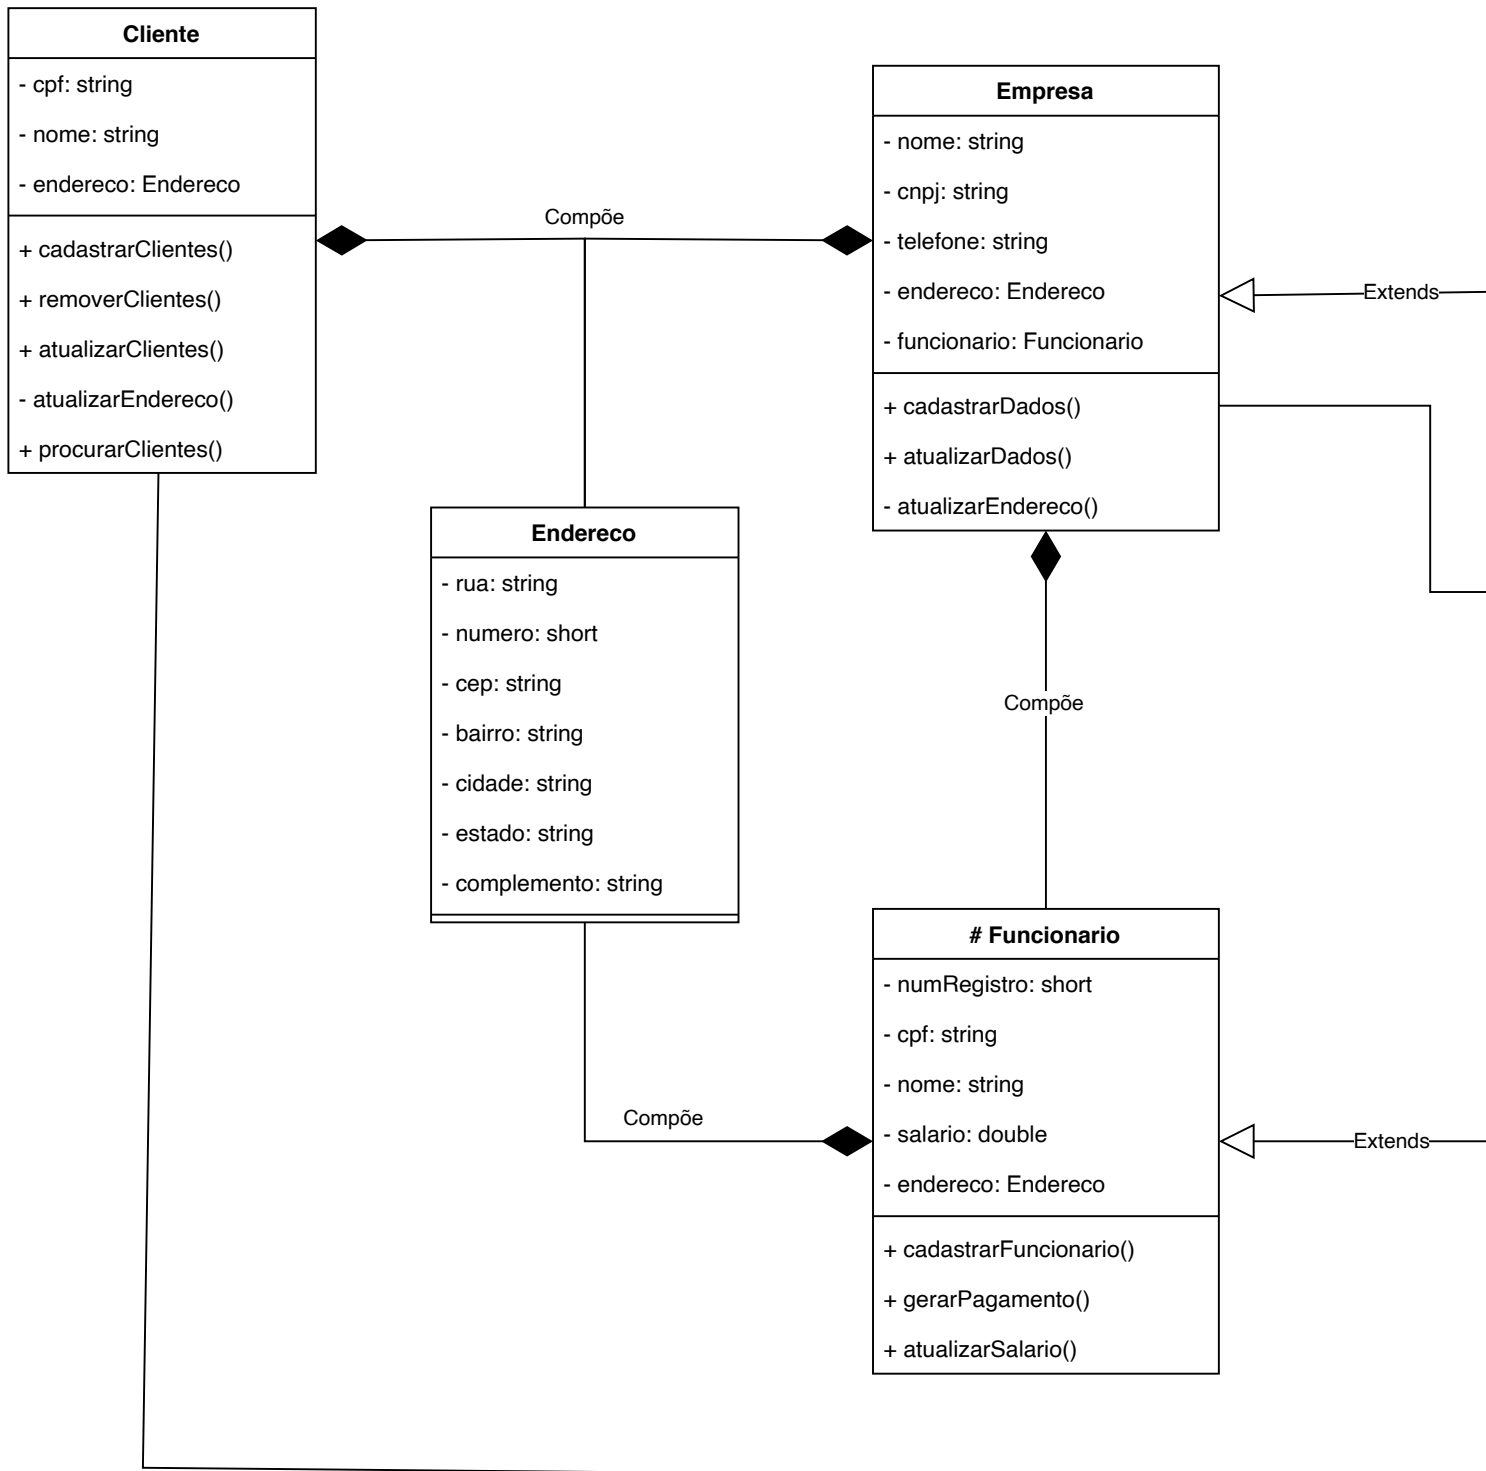 Cliente
- cpf: string
- nome: string
- endereco: Endereco
+ cadastrarClientes()
+ removerClientes()
+ atualizarClientes()
- atualizarEndereco()
+ procurarClientes()
Compõe
Empresa
- nome: string
- cnpj: string
- telefone: string
- endereco: Endereco
- funcionario: Funcionario
+ cadastrarDados()
+ atualizarDados()
- atualizarEndereco()
Extends
Endereco
- rua: string
- numero: short
- cep: string
- bairro: string
- cidade: string
- estado: string
- complemento: string
Compõe
Compõe
# Funcionario
- numRegistro: short
- cpf: string
- nome: string
- salario: double
- endereco: Endereco
+ cadastrarFuncionario()
+ gerarPagamento()
+ atualizarSalario()
Extends